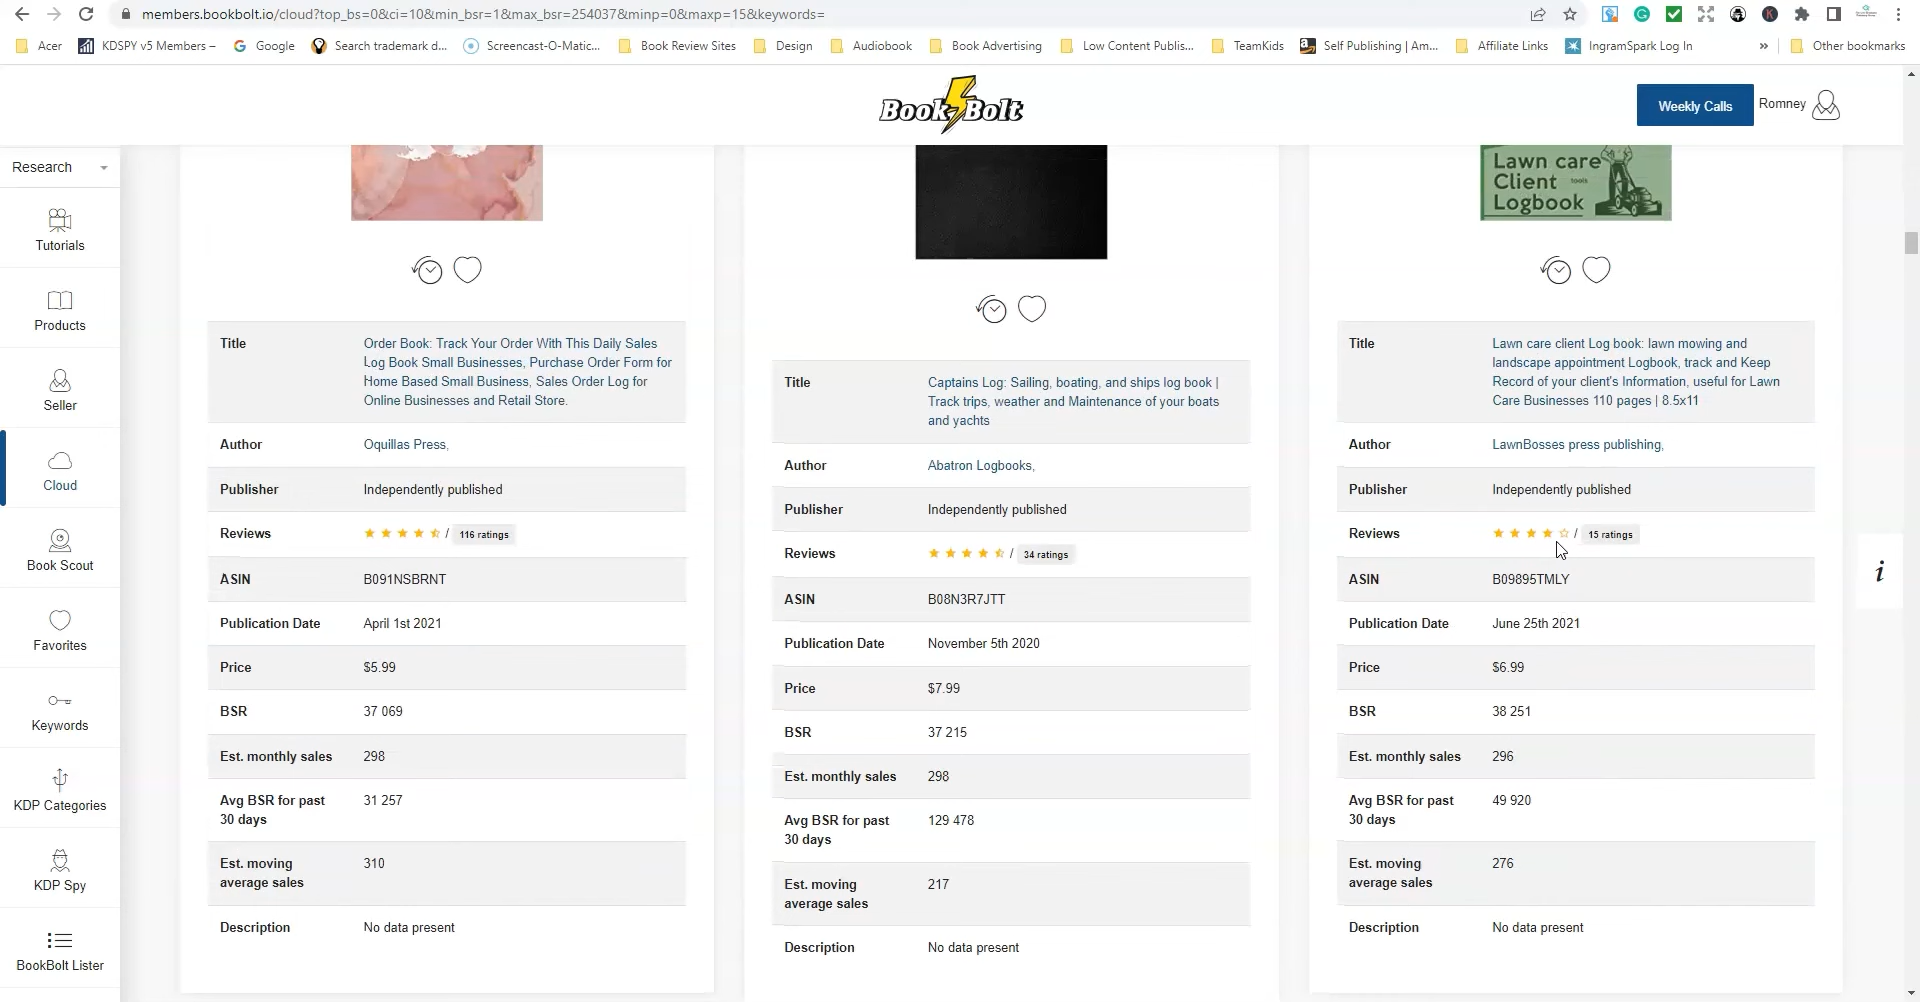 members.bookbolt.io/cloud?top_bs=0&ci=10&min_bsr=1&max_bsr=254037&minp=0&maxp=15&keywords=
Acer
KDSPY v5 Members –
Google
Search trademark d...
Screencast-O-Matic...
Book Review Sites
Design
Audiobook
Book Advertising
Low Content Publis...
TeamKids
Self Publishing | Am...
Affiliate Links
IngramSpark Log In
»
Other bookmarks
Book Bolt
Weekly Calls
Romney
Research
Tutorials
Products
Seller
Cloud
Book Scout
Favorites
Keywords
KDP Categories
KDP Spy
BookBolt Lister
Title
Order Book: Track Your Order With This Daily Sales
Log Book Small Businesses, Purchase Order Form for
Home Based Small Business, Sales Order Log for
Online Businesses and Retail Store.
Author
Oquillas Press,
Publisher
Independently published
Reviews
/ 116 ratings
ASIN
B091NSBRNT
Publication Date
April 1st 2021
Price
$5.99
BSR
37 069
Est. monthly sales
298
Avg BSR for past
30 days
31 257
Est. moving
average sales
310
Description
No data present
Title
Captains Log: Sailing, boating, and ships log book |
Track trips, weather and Maintenance of your boats
and yachts
Author
Abatron Logbooks,
Publisher
Independently published
Reviews
/ 34 ratings
ASIN
B08N3R7JTT
Publication Date
November 5th 2020
Price
$7.99
BSR
37 215
Est. monthly sales
298
Avg BSR for past
30 days
129 478
Est. moving
average sales
217
Description
No data present
Lawn care
Client
tools
Logbook
Title
Lawn care client Log book: lawn mowing and
landscape appointment Logbook, track and Keep
Record of your client's Information, useful for Lawn
Care Businesses 110 pages | 8.5x11
Author
LawnBosses press publishing,
Publisher
Independently published
Reviews
/ 15 ratings
ASIN
B09895TMLY
Publication Date
June 25th 2021
Price
$6.99
BSR
38 251
Est. monthly sales
296
Avg BSR for past
30 days
49 920
Est. moving
average sales
276
Description
No data present
i